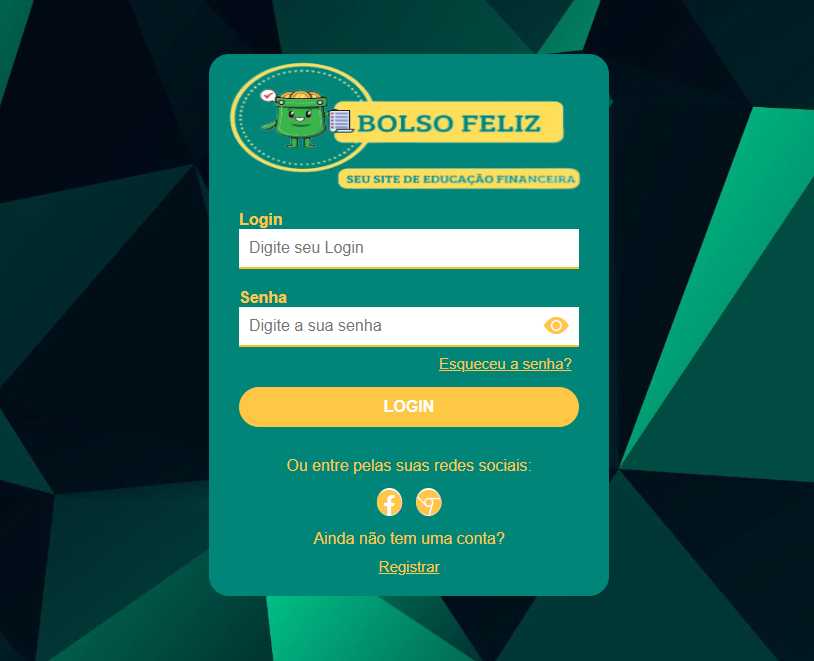 BOLSO FELIZ
SEU SITE DE EDUCAÇÃO FINANCEIRA
Login
Digite seu Login
Senha
Digite a sua senha
Esqueceu a senha?
LOGIN
Ou entre pelas suas redes sociais:
Ainda não tem uma conta?
Registrar